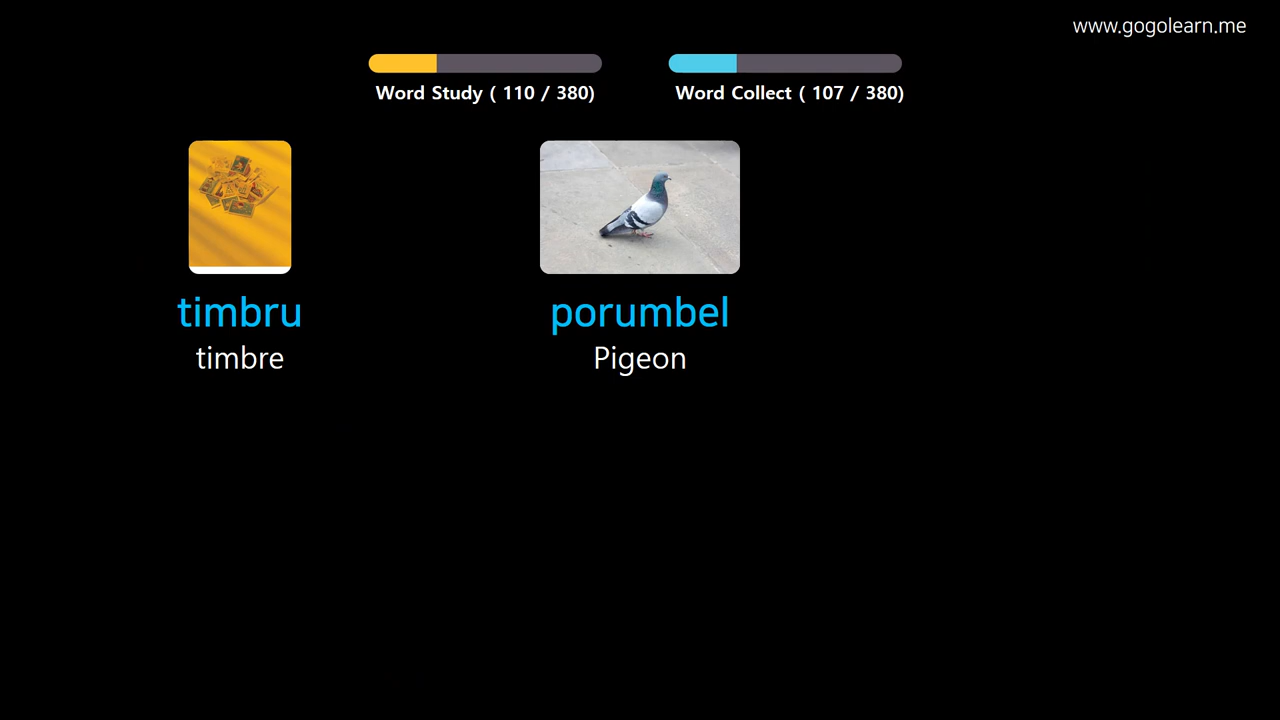 www.gogolearn.me
Word Study ( 110 / 380)
Word Collect ( 107 / 380)
timbru
porumbel
timbre
Pigeon